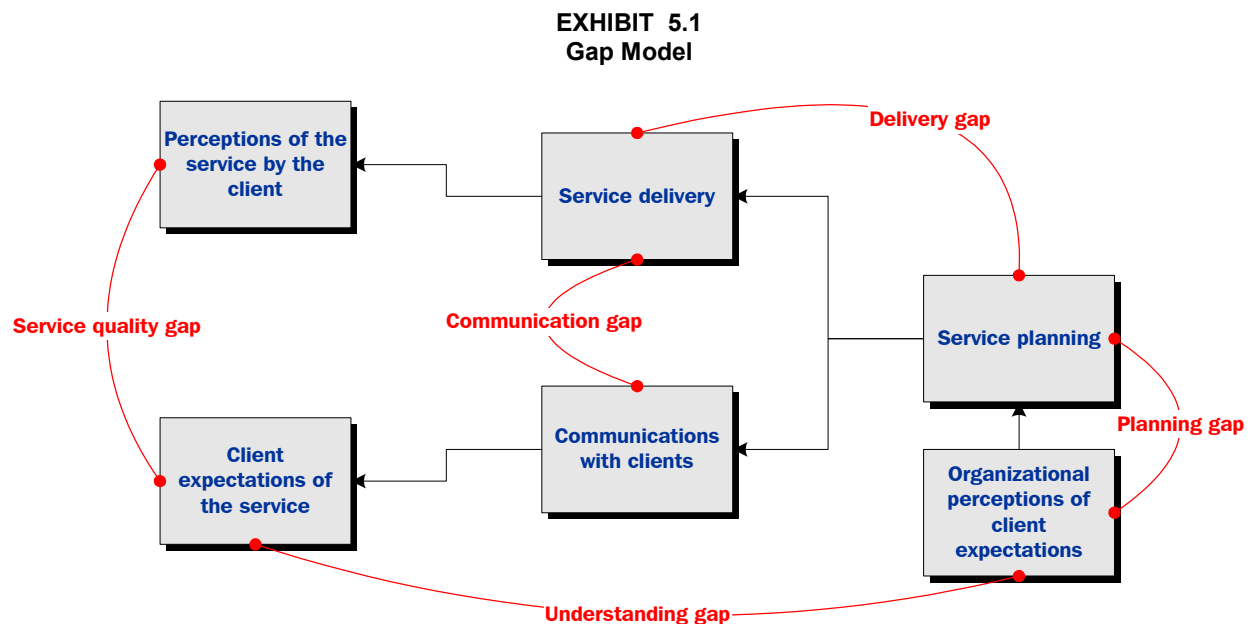 EXHIBIT 5.1
Gap Model
Perceptions of the
service by the
client
Service delivery
Delivery gap
Service quality gap
Communication gap
Service planning
Client
expectations of
the service
Communications
with clients
Planning gap
Organizational
perceptions of
client
expectations
Understanding gap